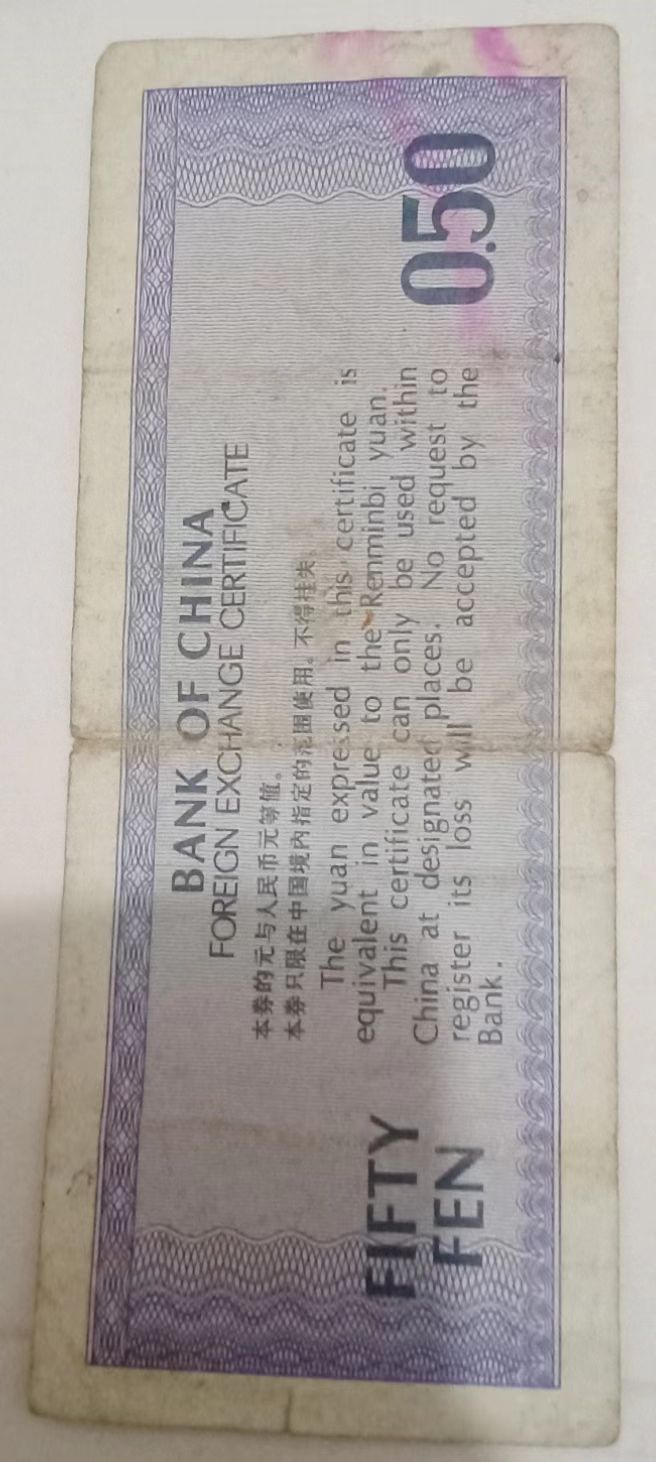 BANK OF CHINA
FOREIGN EXCHANGE CERTIFICATE
本券的元与人民币元等值。
本券只限在中国境内指定的范围使用。不得挂失。
The yuan expressed in this certificate is
equivalent in value to the Renminbi yuan.
This certificate can only be used within
China at designated places. No request to
register its loss will be accepted by the
Bank.
FIFTY
FEN
0.50